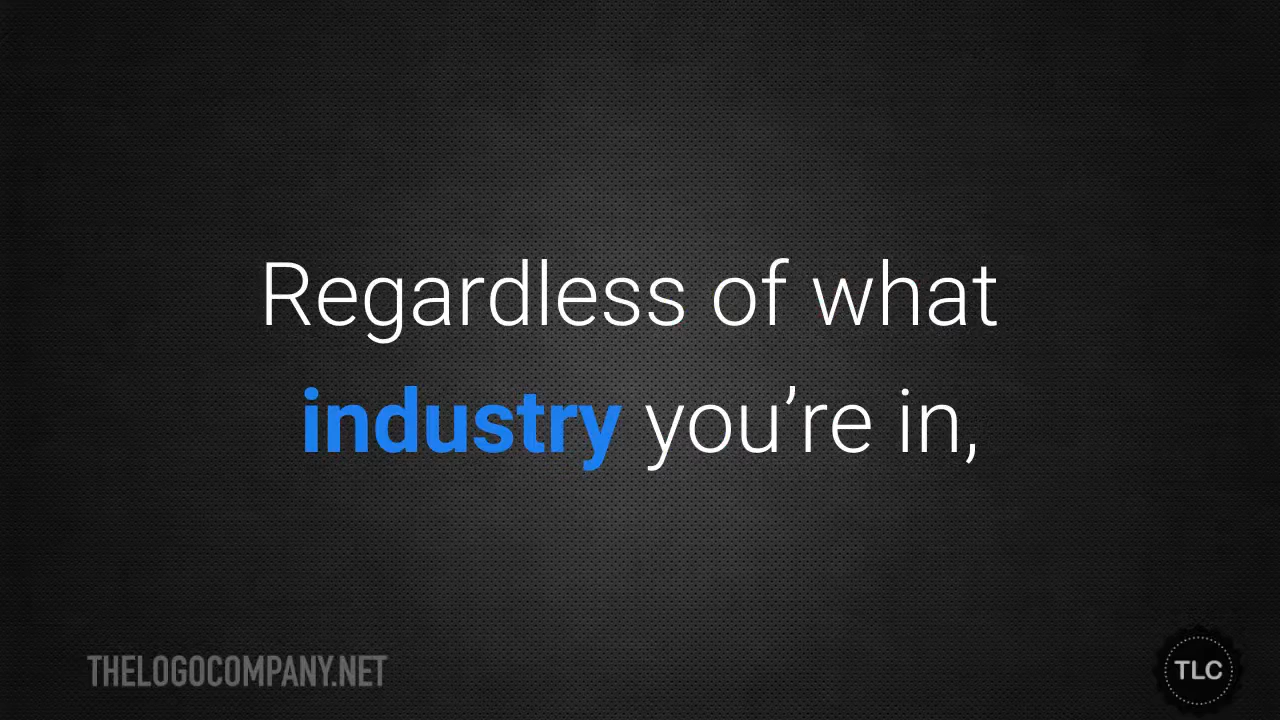 Regardless of what
industry you’re in,
THELOGOCOMPANY.NET
TLC